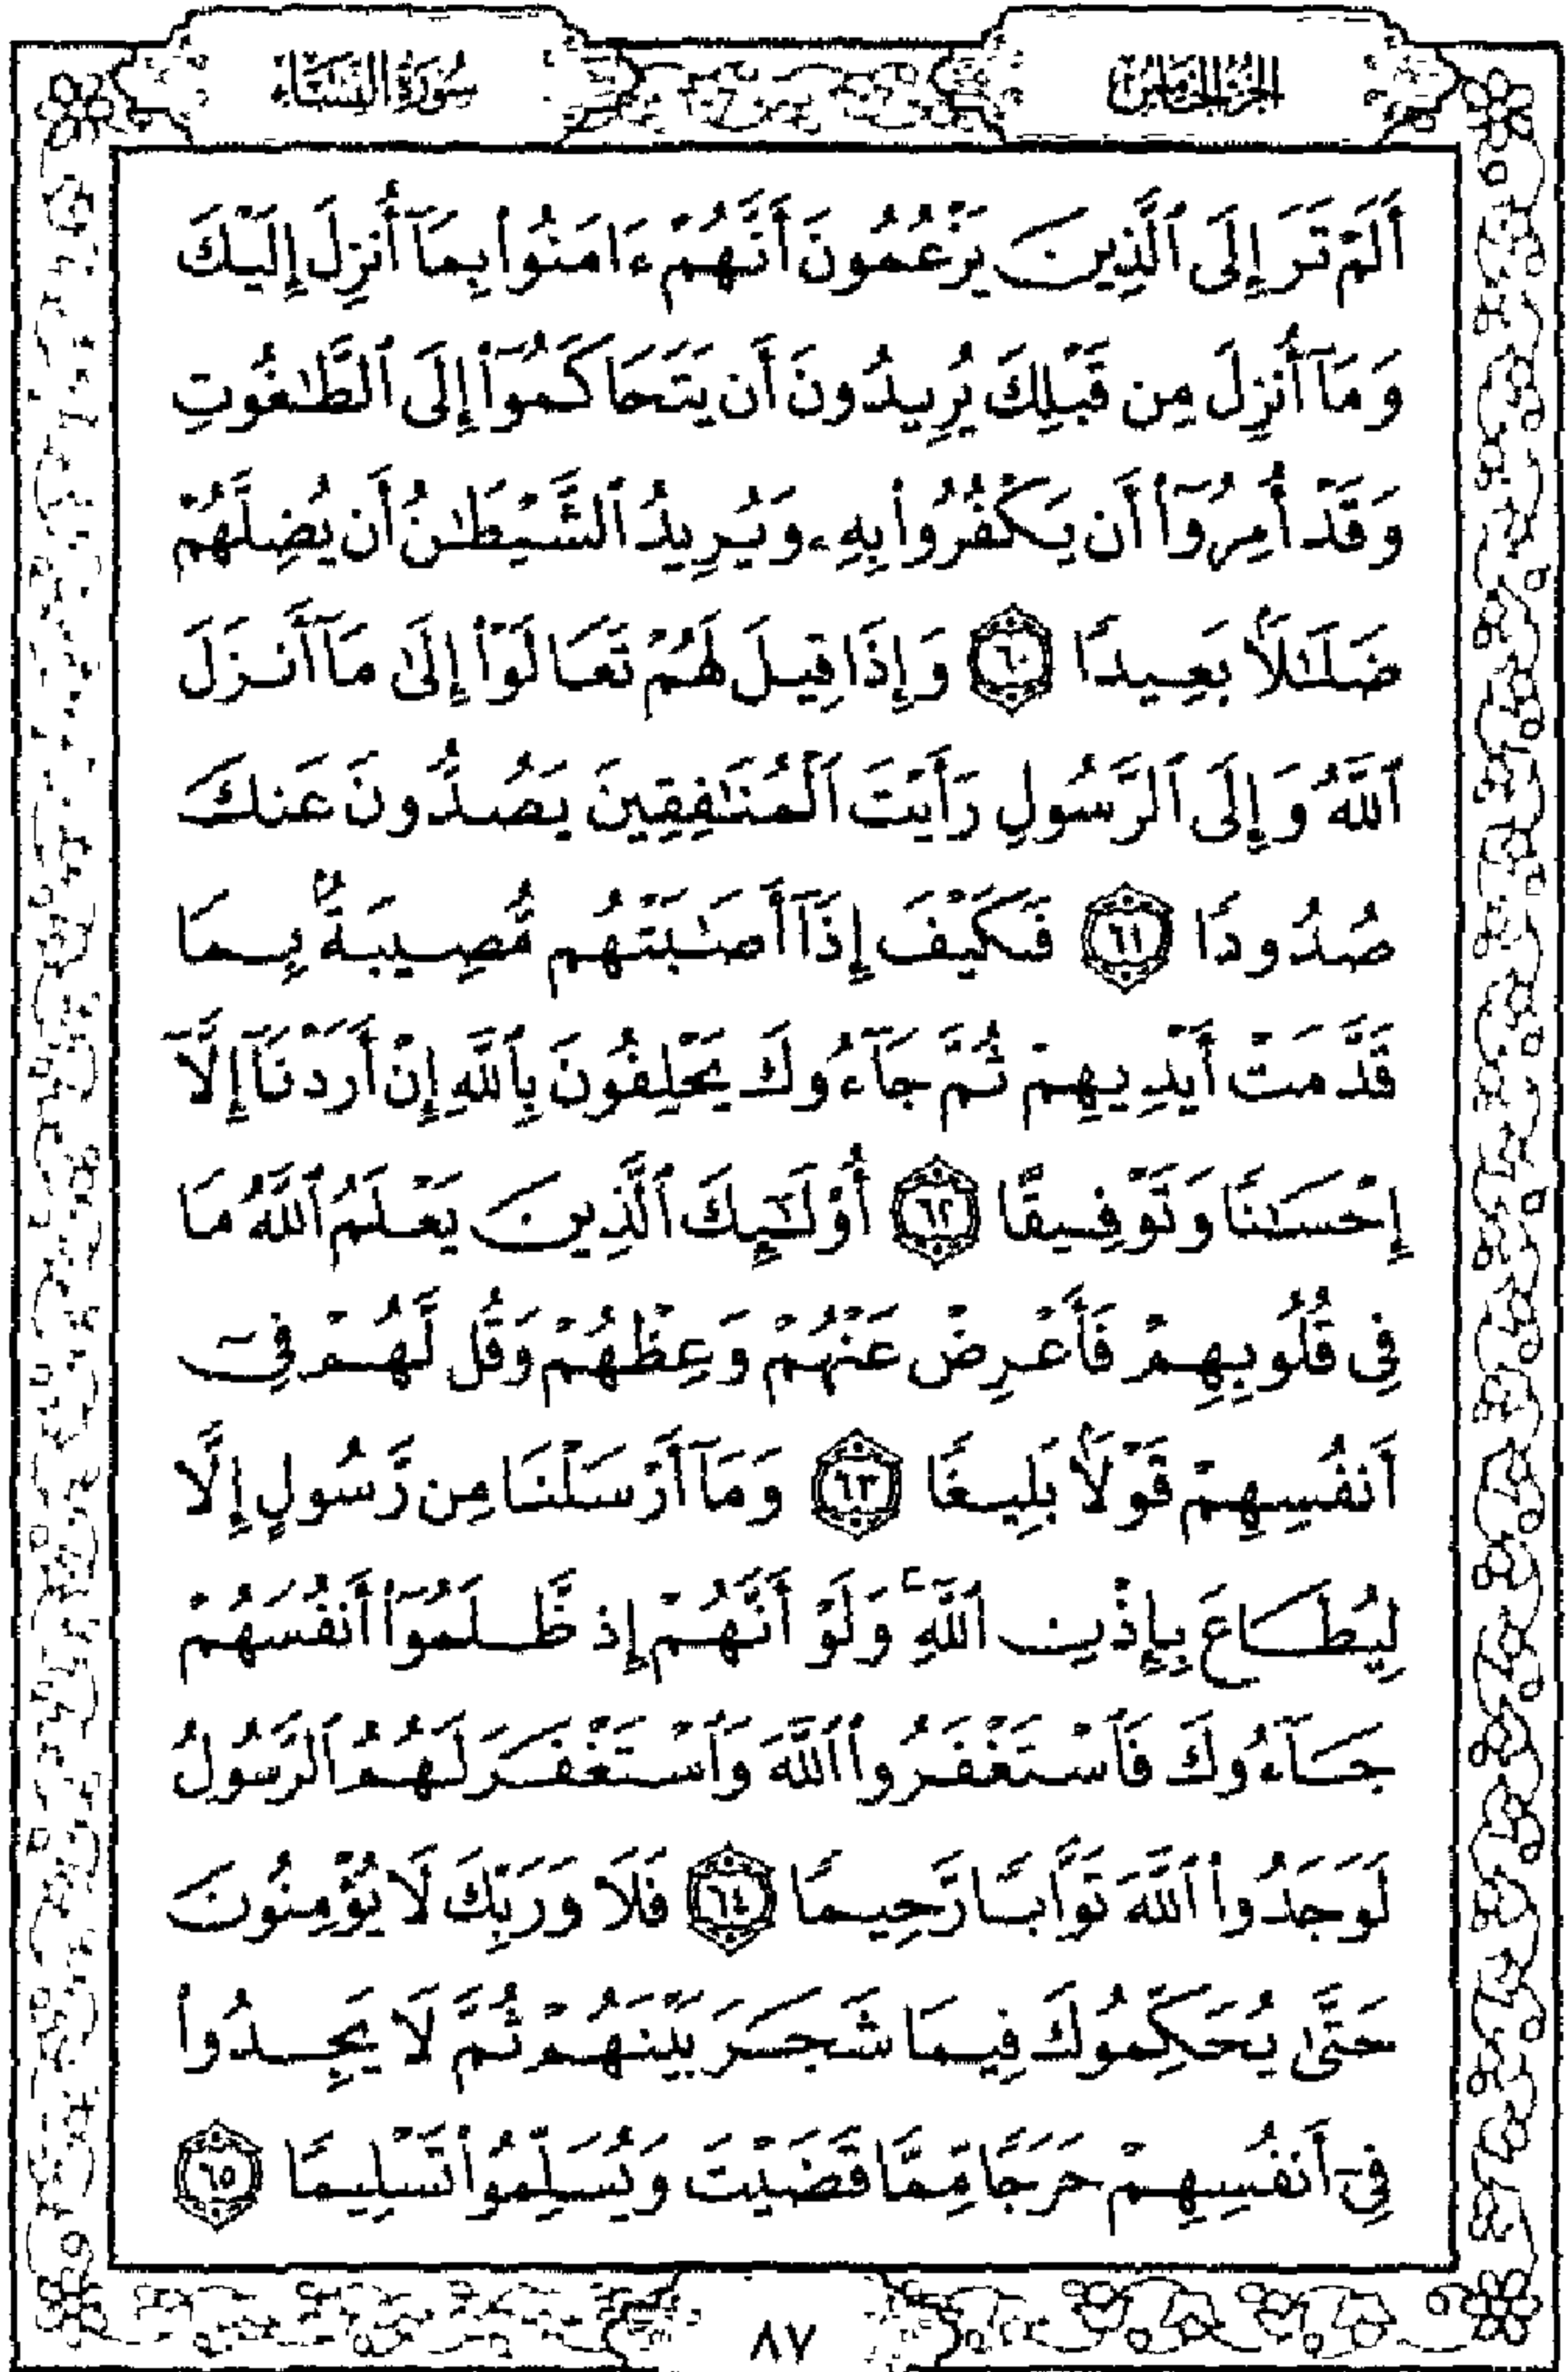 الجزء الخامس
سورة النساء
أَلَمْ تَرَ إِلَى ٱلَّذِينَ يَزْعُمُونَ أَنَّهُمْ ءَامَنُوا۟ بِمَآ أُنزِلَ إِلَيْكَ
وَمَآ أُنزِلَ مِن قَبْلِكَ يُرِيدُونَ أَن يَتَحَاكَمُوٓا۟ إِلَى ٱلطَّـٰغُوتِ
وَقَدْ أُمِرُوٓا۟ أَن يَكْفُرُوا۟ بِهِۦ وَيُرِيدُ ٱلشَّيْطَـٰنُ أَن يُضِلَّهُمْ
ضَلَـٰلًۢا بَعِيدًا ٦٠ وَإِذَا قِيلَ لَهُمْ تَعَالَوْا۟ إِلَىٰ مَآ أَنزَلَ
ٱللَّهُ وَإِلَى ٱلرَّسُولِ رَأَيْتَ ٱلْمُنَـٰفِقِينَ يَصُدُّونَ عَنكَ
صُدُودًا ٦١ فَكَيْفَ إِذَآ أَصَـٰبَتْهُم مُّصِيبَةٌۢ بِمَا
قَدَّمَتْ أَيْدِيهِمْ ثُمَّ جَآءُوكَ يَحْلِفُونَ بِٱللَّهِ إِنْ أَرَدْنَآ إِلَّآ
إِحْسَـٰنًا وَتَوْفِيقًا ٦٢ أُو۟لَـٰٓئِكَ ٱلَّذِينَ يَعْلَمُ ٱللَّهُ مَا
فِى قُلُوبِهِمْ فَأَعْرِضْ عَنْهُمْ وَعِظْهُمْ وَقُل لَّهُمْ فِىٓ
أَنفُسِهِمْ قَوْلًۢا بَلِيغًا ٦٣ وَمَآ أَرْسَلْنَا مِن رَّسُولٍ إِلَّا
لِيُطَاعَ بِإِذْنِ ٱللَّهِ ۚ وَلَوْ أَنَّهُمْ إِذ ظَّلَمُوٓا۟ أَنفُسَهُمْ
جَآءُوكَ فَٱسْتَغْفَرُوا۟ ٱللَّهَ وَٱسْتَغْفَرَ لَهُمُ ٱلرَّسُولُ
لَوَجَدُوا۟ ٱللَّهَ تَوَّابًا رَّحِيمًا ٦٤ فَلَا وَرَبِّكَ لَا يُؤْمِنُونَ
حَتَّىٰ يُحَكِّمُوكَ فِيمَا شَجَرَ بَيْنَهُمْ ثُمَّ لَا يَجِدُوا۟
فِىٓ أَنفُسِهِمْ حَرَجًا مِّمَّا قَضَيْتَ وَيُسَلِّمُوا۟ تَسْلِيمًا ٦٥
٨٧